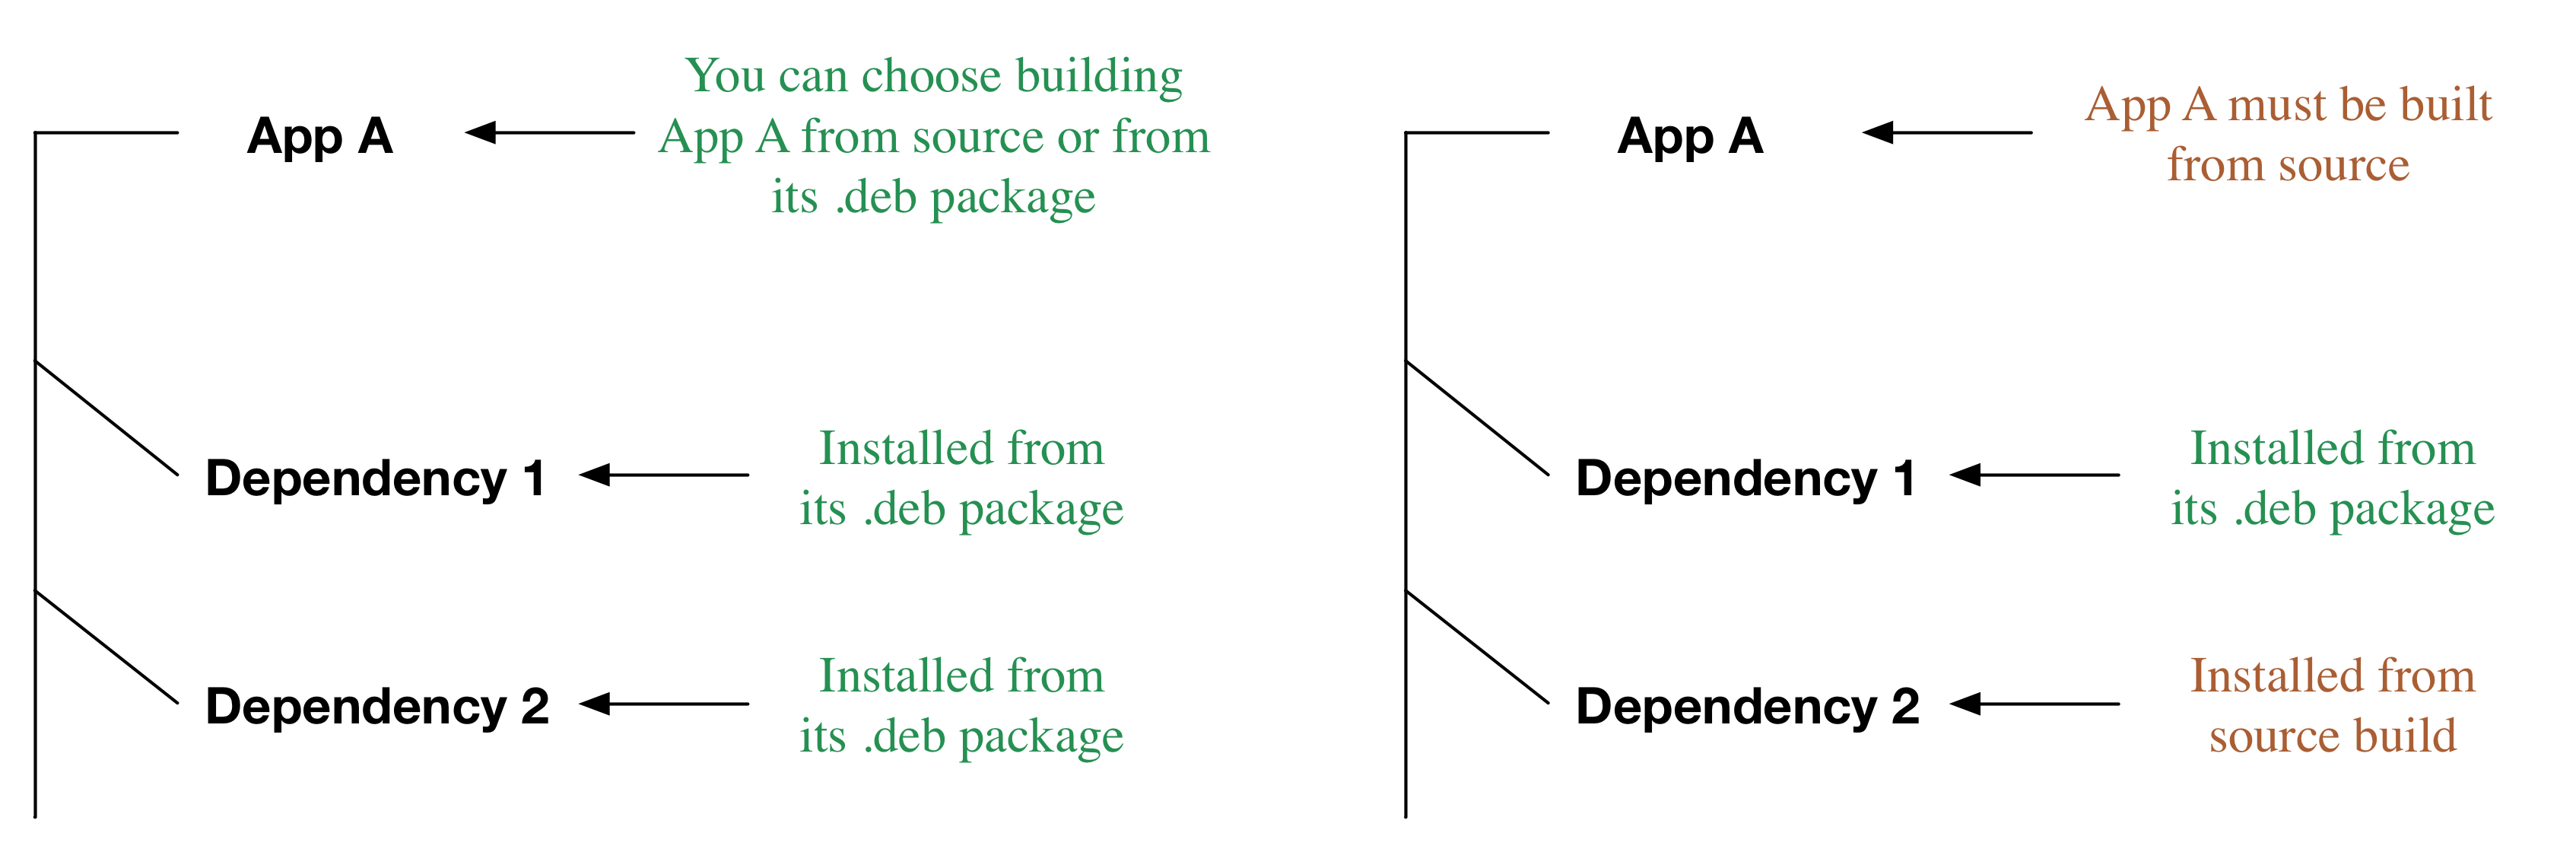 You can choose building
App A from source or from
its .deb package
App A
Installed from
its .deb package
Dependency 1
Installed from
its .deb package
Dependency 2
App A must be built
from source
App A
Installed from
its .deb package
Dependency 1
Installed from
source build
Dependency 2